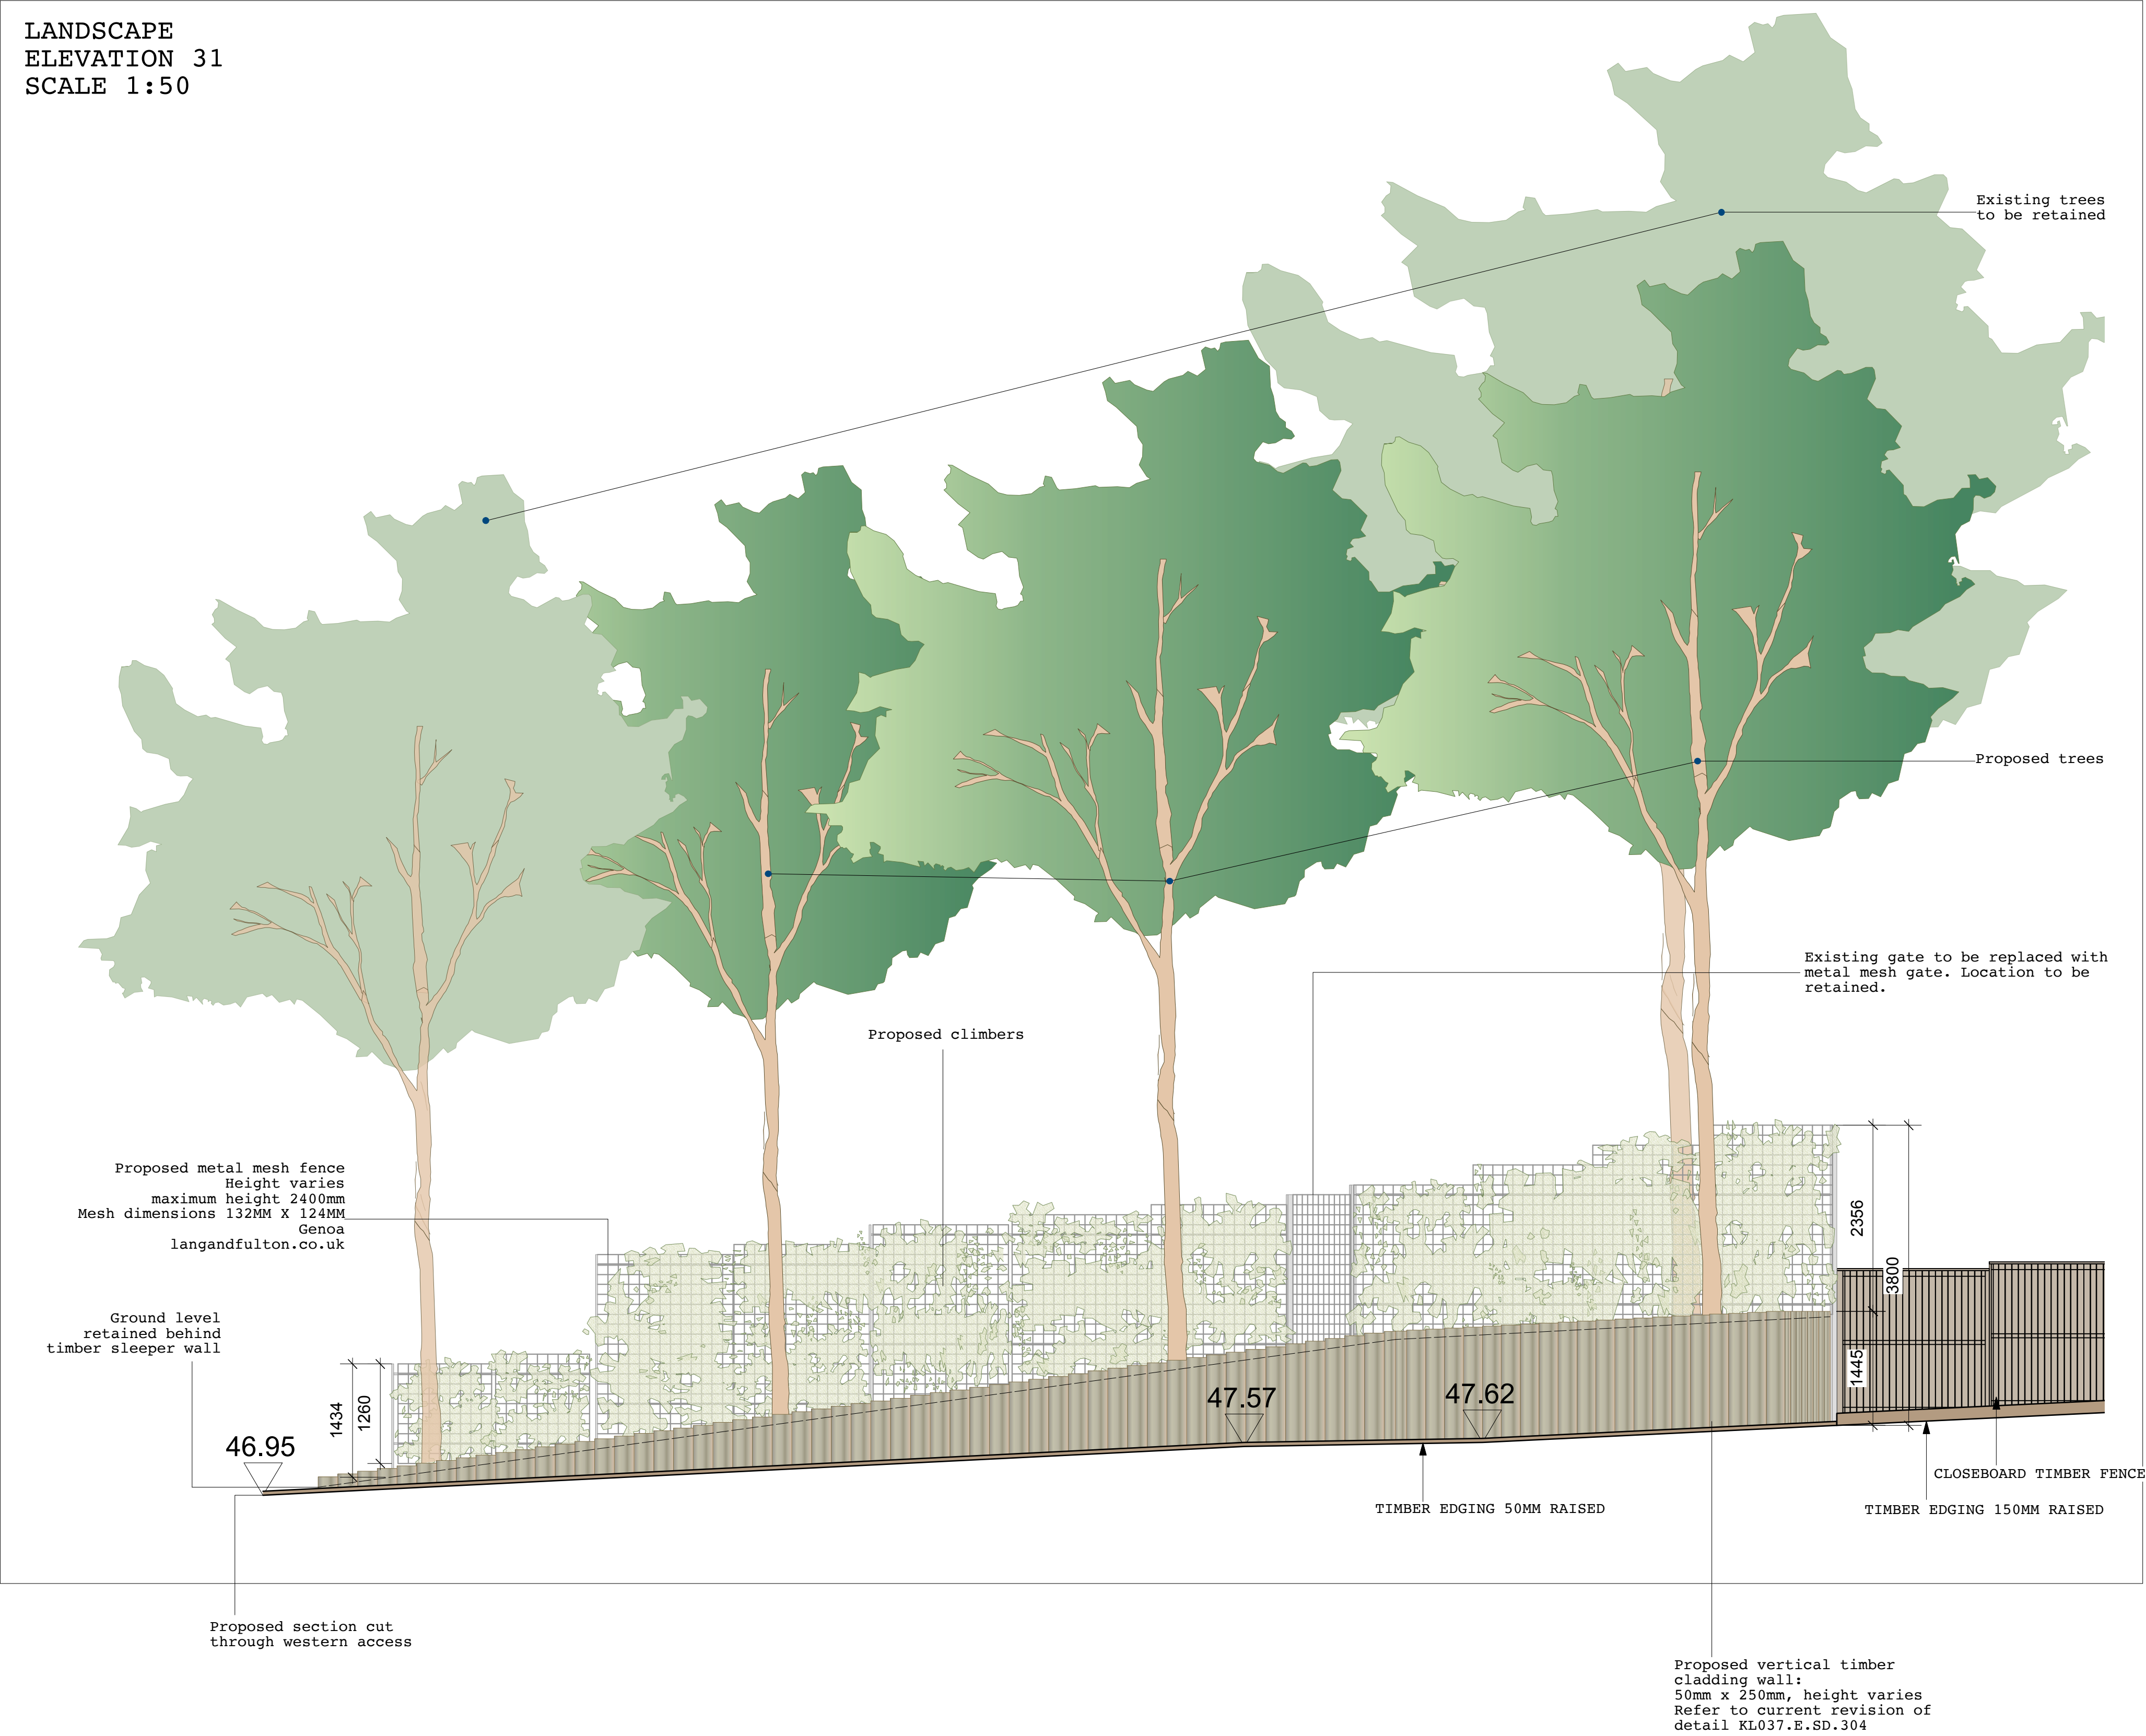 LANDSCAPE
ELEVATION 31
SCALE 1:50
Existing trees
to be retained
Proposed trees
Existing gate to be replaced with
metal mesh gate. Location to be
retained.
Proposed climbers
Proposed metal mesh fence
Height varies
maximum height 2400mm
Mesh dimensions 132MM X 124MM
Genoa
langandfulton.co.uk
Ground level
retained behind
timber sleeper wall
2356
3800
1445
1434
1260
46.95
47.57
47.62
CLOSEBOARD TIMBER FENCE
TIMBER EDGING 50MM RAISED
TIMBER EDGING 150MM RAISED
Proposed section cut
through western access
Proposed vertical timber
cladding wall:
50mm x 250mm, height varies
Refer to current revision of
detail KL037.E.SD.304